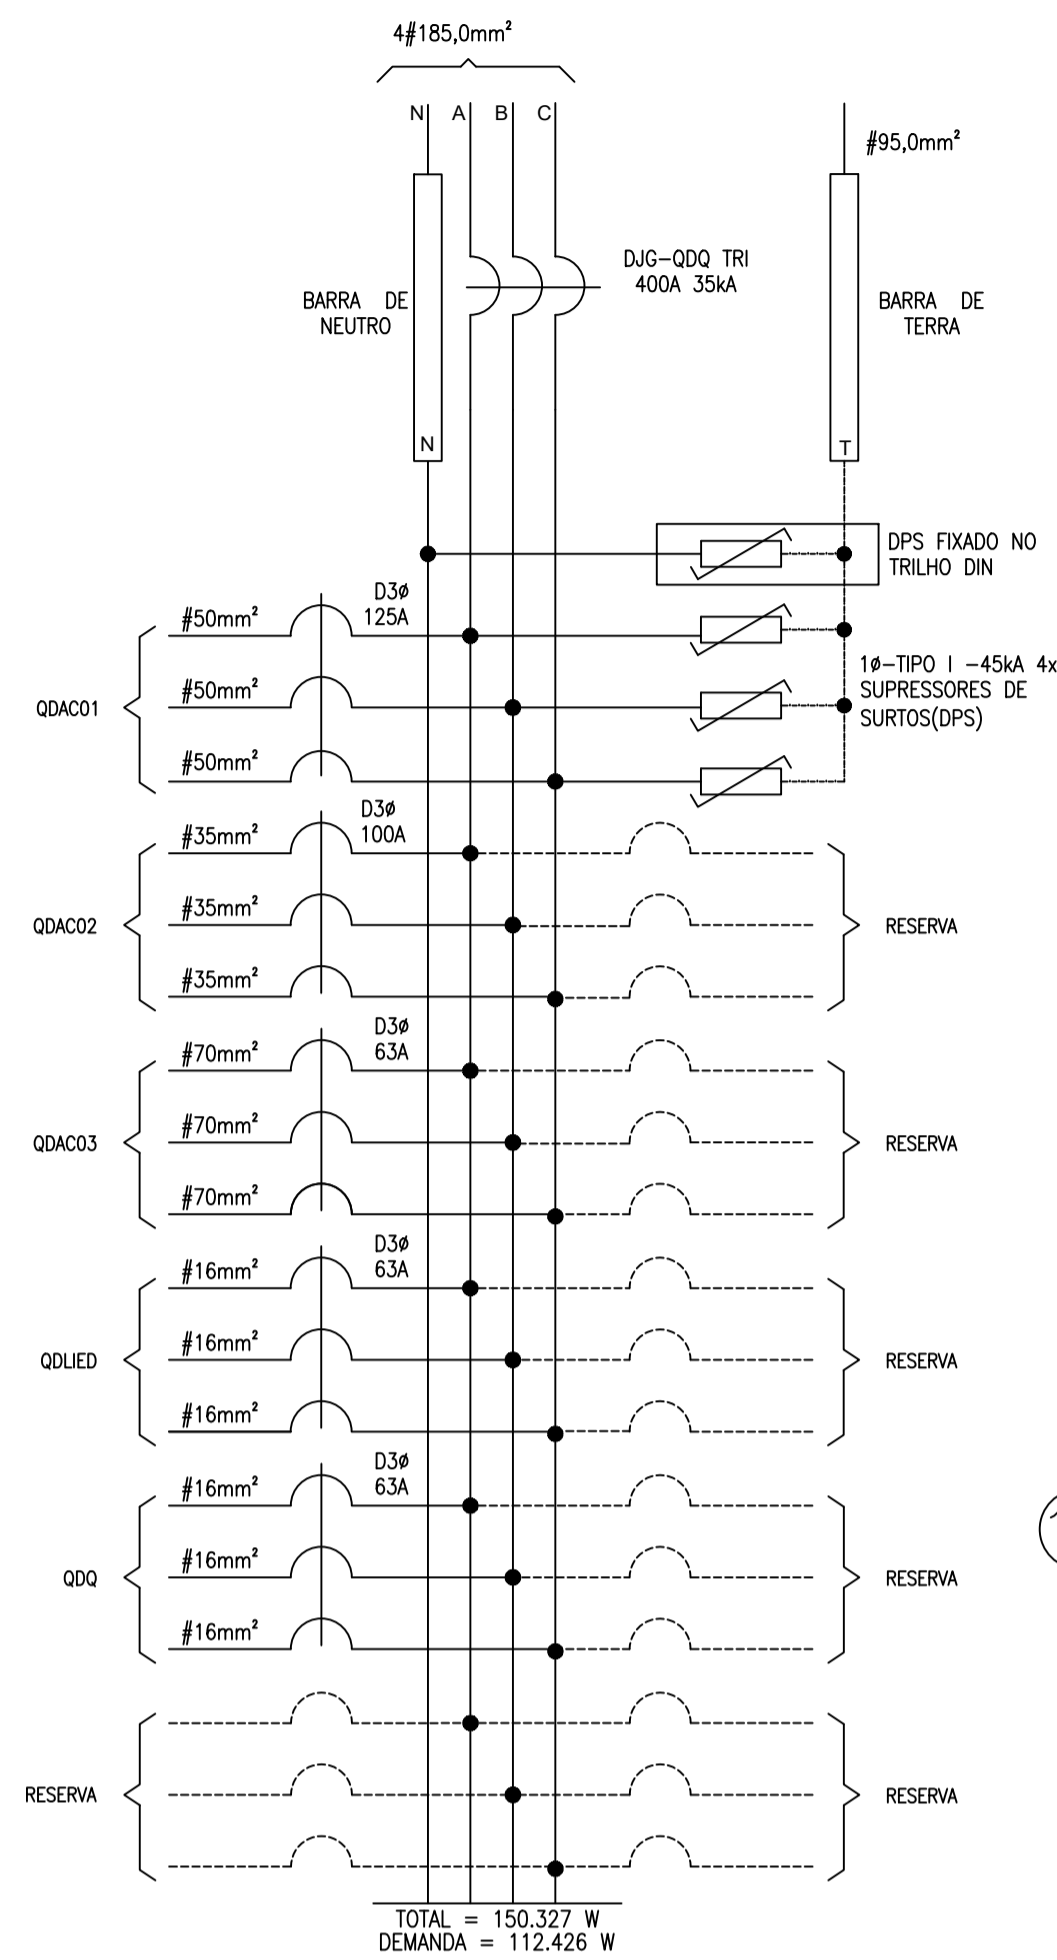 4#185,0mm²
N A B C
#95,0mm²
DJG-QDQ TRI
400A 35kA
BARRA DE
NEUTRO
BARRA DE
TERRA
N
T
DPS FIXADO NO
TRILHO DIN
D3ø
125A
#50mm²
#50mm²
#50mm²
QDAC01
1ø-TIPO I -45kA 4x
SUPRESSORES DE
SURTOS(DPS)
D3ø
100A
#35mm²
#35mm²
#35mm²
QDAC02
RESERVA
D3ø
63A
#70mm²
#70mm²
#70mm²
QDAC03
RESERVA
D3ø
63A
#16mm²
#16mm²
#16mm²
QDLIED
RESERVA
D3ø
63A
#16mm²
#16mm²
#16mm²
QDQ
RESERVA
RESERVA
RESERVA
TOTAL = 150.327 W
DEMANDA = 112.426 W